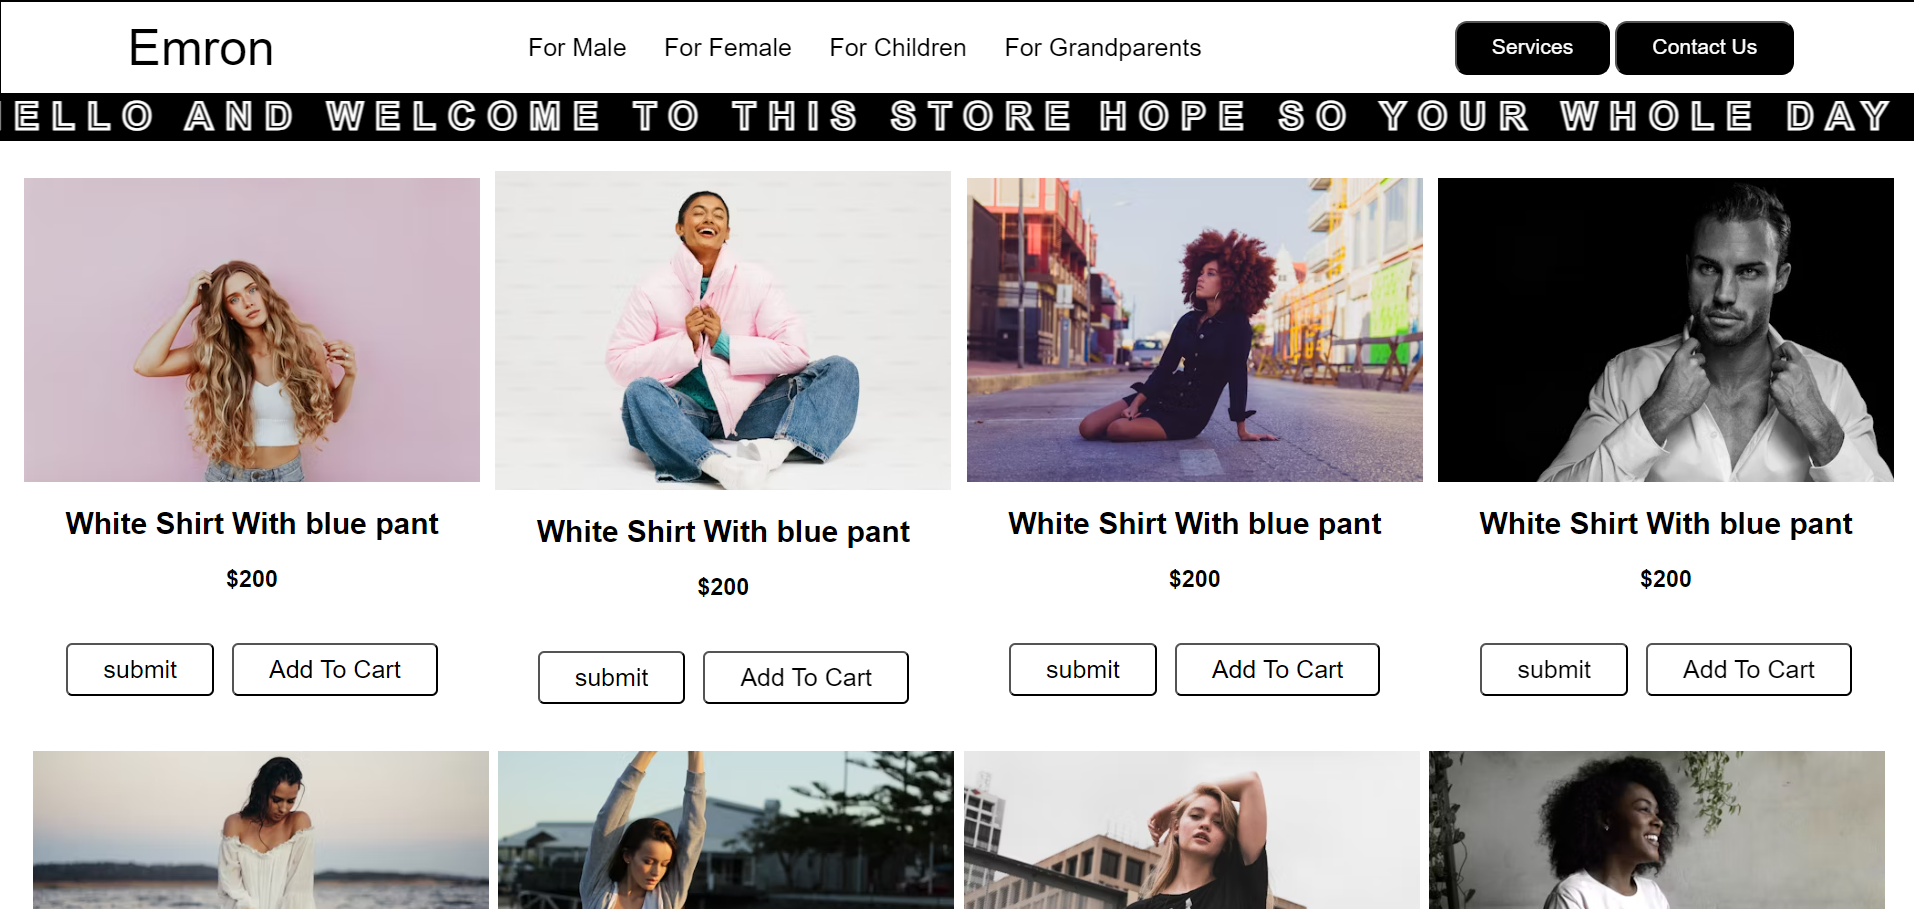 Emron
For Male For Female For Children For Grandparents
Services Contact Us
ELLO AND WELCOME TO THIS STORE HOPE SO YOUR WHOLE DAY
White Shirt With blue pant
$200
submit Add To Cart
White Shirt With blue pant
$200
submit Add To Cart
White Shirt With blue pant
$200
submit Add To Cart
White Shirt With blue pant
$200
submit Add To Cart